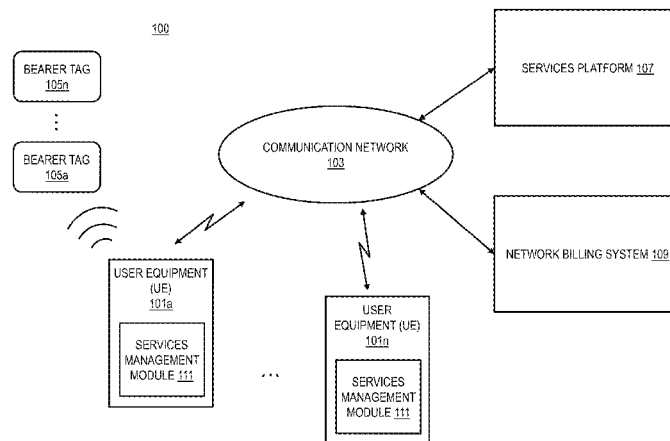 100
BEARER TAG
105n
BEARER TAG
105a
SERVICES PLATFORM 107
COMMUNICATION NETWORK
103
NETWORK BILLING SYSTEM 109
USER EQUIPMENT
(UE)
101a
SERVICES
MANAGEMENT
MODULE 111
...
USER
EQUIPMENT (UE)
101n
SERVICES
MANAGEMENT
MODULE 111